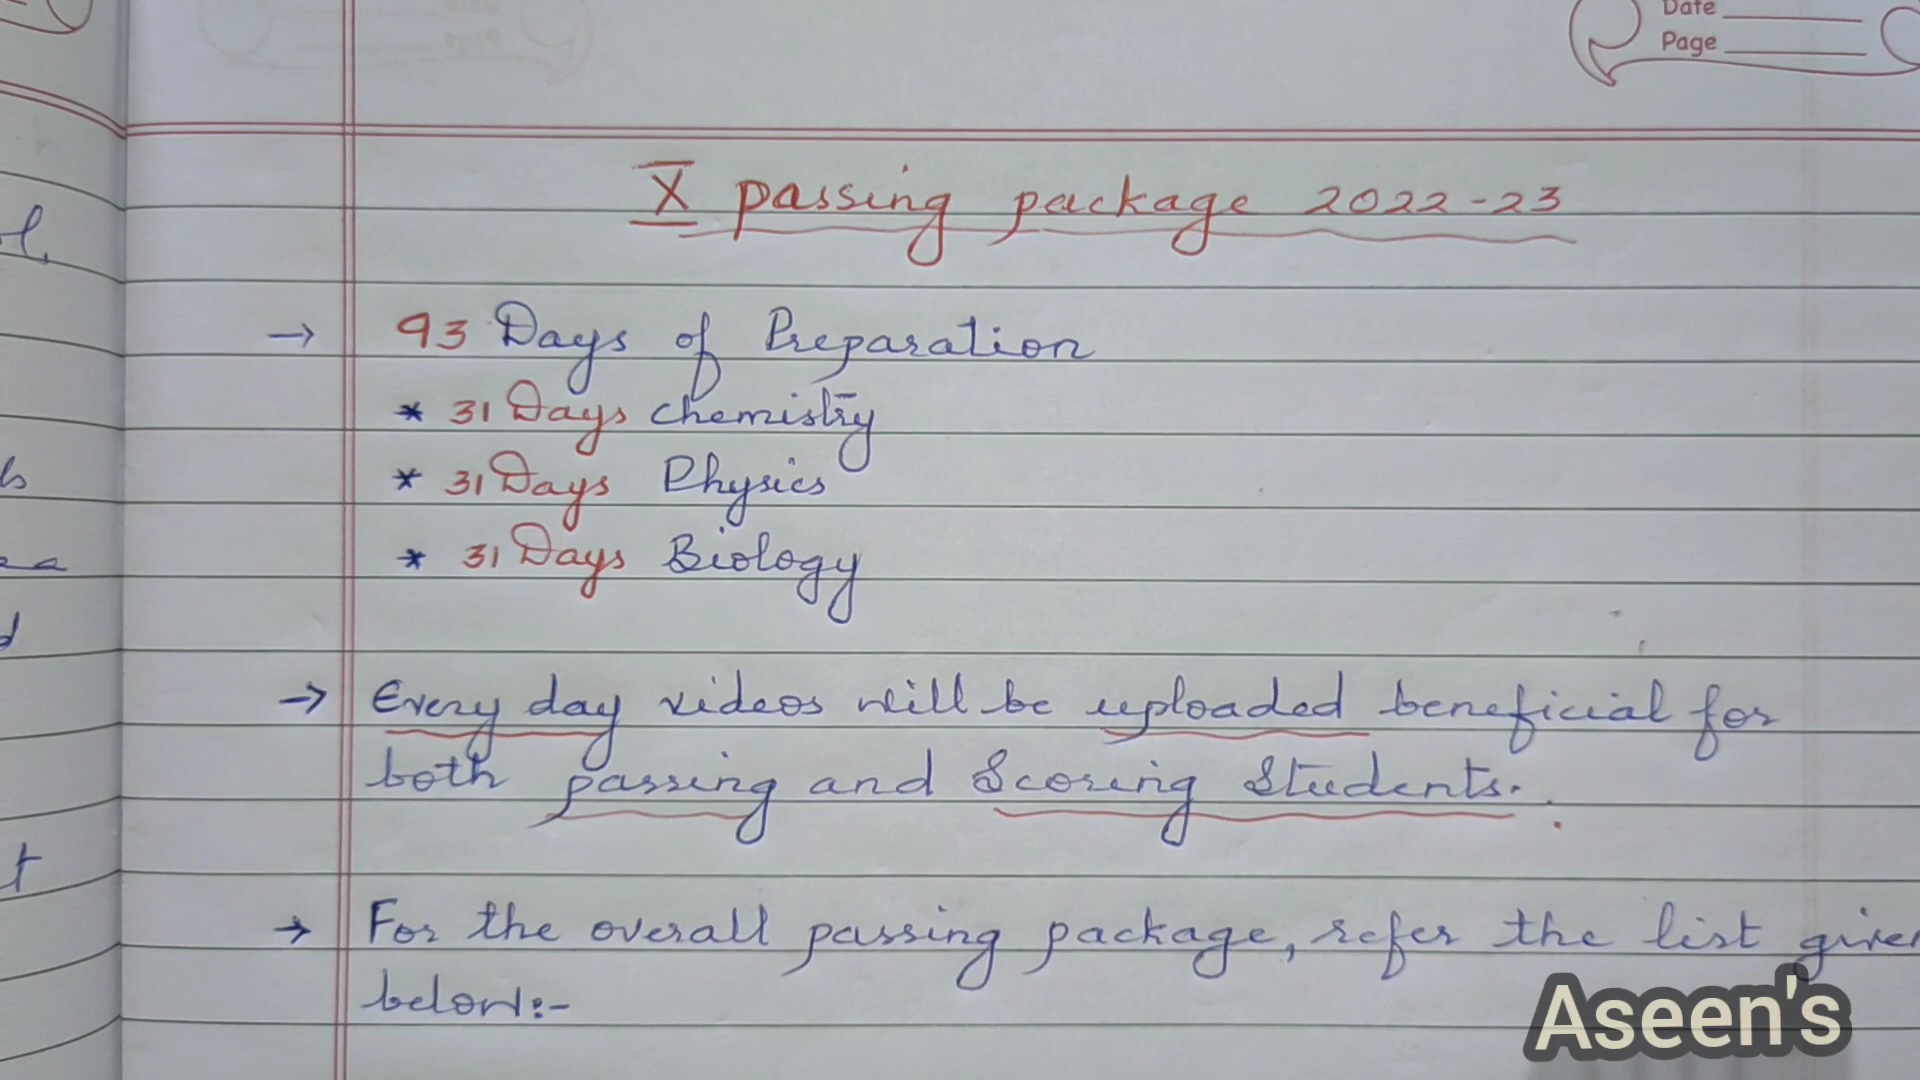 Date
Page
X passing package 2022-23
→ 93 Days of Preparation
* 31 Days chemistry
* 31 Days Physics
* 31 Days Biology
→ Every day videos will be uploaded beneficial for
both passing and Scoring Students.
→ For the overall passing package, refer the list given
below:-
Aseen's